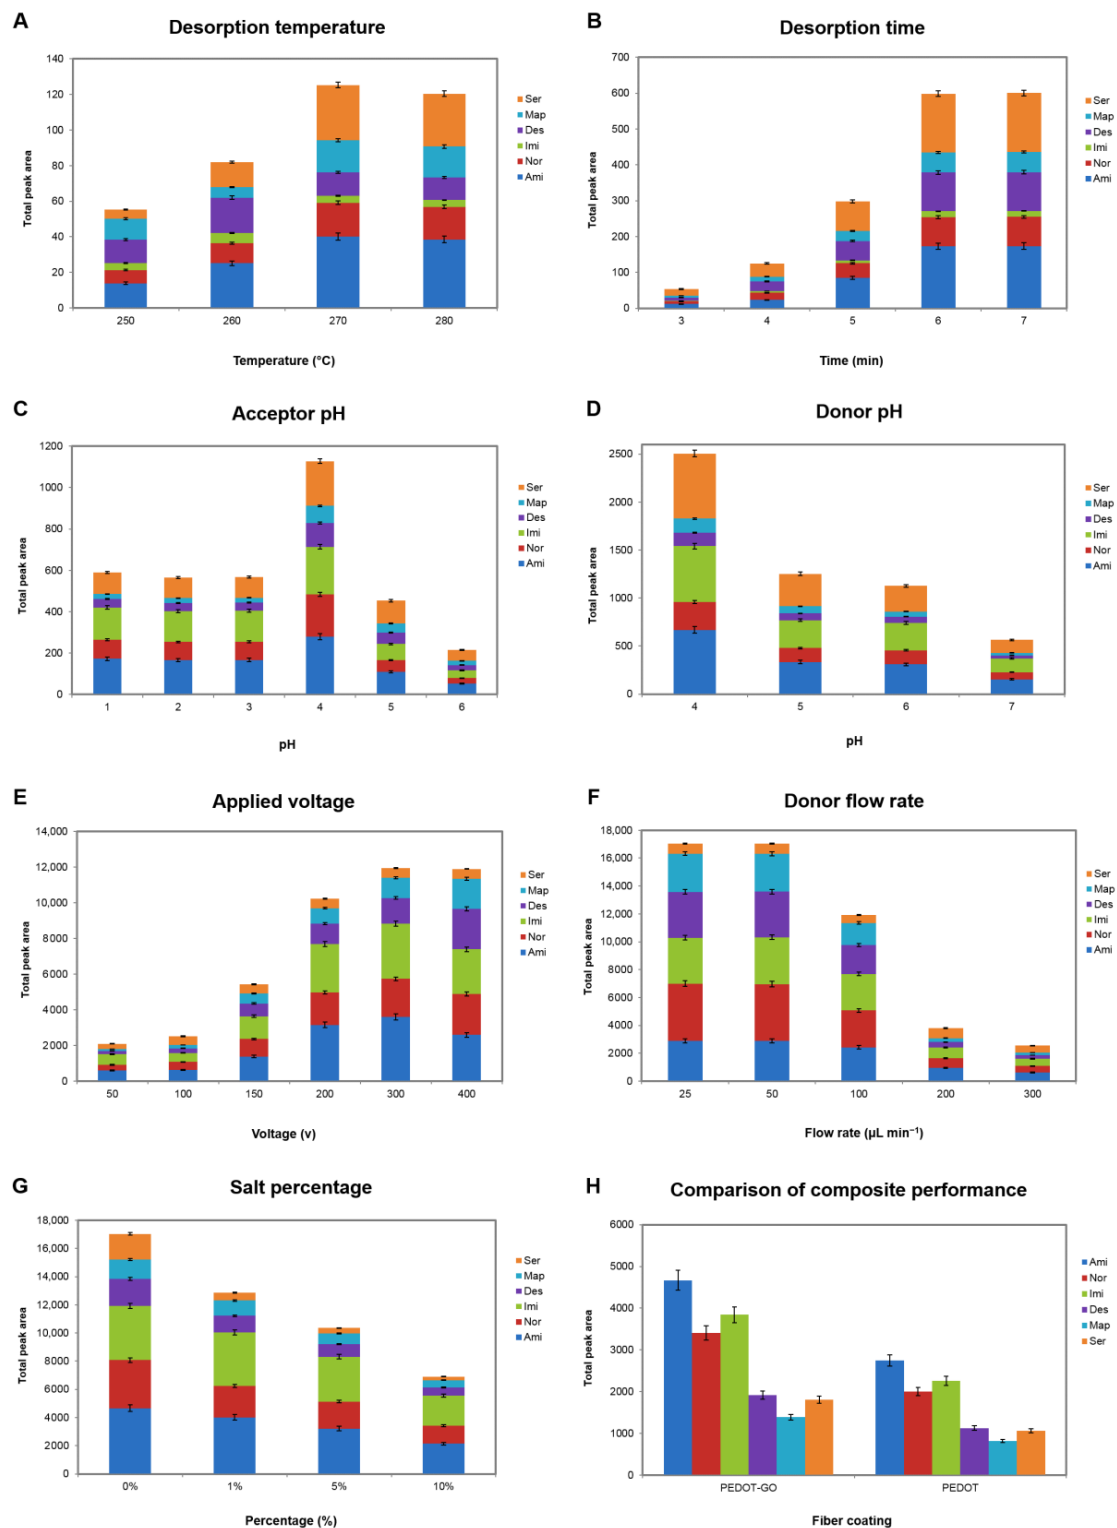 A
Desorption temperature
140
120
100
80
60
40
20
0
Total peak area
250 260 270 280
Temperature (°C)
Ser
Map
Des
Imi
Nor
Ami
B
Desorption time
700
600
500
400
300
200
100
0
Total peak area
3 4 5 6 7
Time (min)
Ser
Map
Des
Imi
Nor
Ami
C
Acceptor pH
1200
1000
800
600
400
200
0
Total peak area
1 2 3 4 5 6
pH
Ser
Map
Des
Imi
Nor
Ami
D
Donor pH
2500
2000
1500
1000
500
0
Total peak area
4 5 6 7
pH
Ser
Map
Des
Imi
Nor
Ami
E
Applied voltage
14,000
12,000
10,000
8000
6000
4000
2000
0
Total peak area
50 100 150 200 300 400
Voltage (v)
Ser
Map
Des
Imi
Nor
Ami
F
Donor flow rate
18,000
16,000
14,000
12,000
10,000
8000
6000
4000
2000
0
Total peak area
25 50 100 200 300
Flow rate (µL min⁻¹)
Ser
Map
Des
Imi
Nor
Ami
G
Salt percentage
18,000
16,000
14,000
12,000
10,000
8000
6000
4000
2000
0
Total peak area
0% 1% 5% 10%
Percentage (%)
Ser
Map
Des
Imi
Nor
Ami
H
Comparison of composite performance
6000
5000
4000
3000
2000
1000
0
Total peak area
PEDOT-GO PEDOT
Fiber coating
Ami
Nor
Imi
Des
Map
Ser